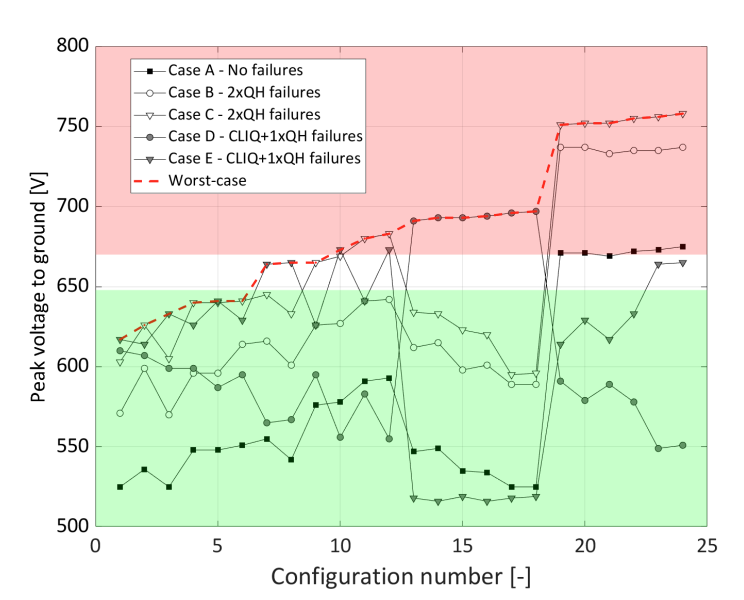 800
750
700
650
600
550
500
Peak voltage to ground [V]
Case A - No failures
Case B - 2xQH failures
Case C - 2xQH failures
Case D - CLIQ+1xQH failures
Case E - CLIQ+1xQH failures
Worst-case
0 5 10 15 20 25
Configuration number [-]